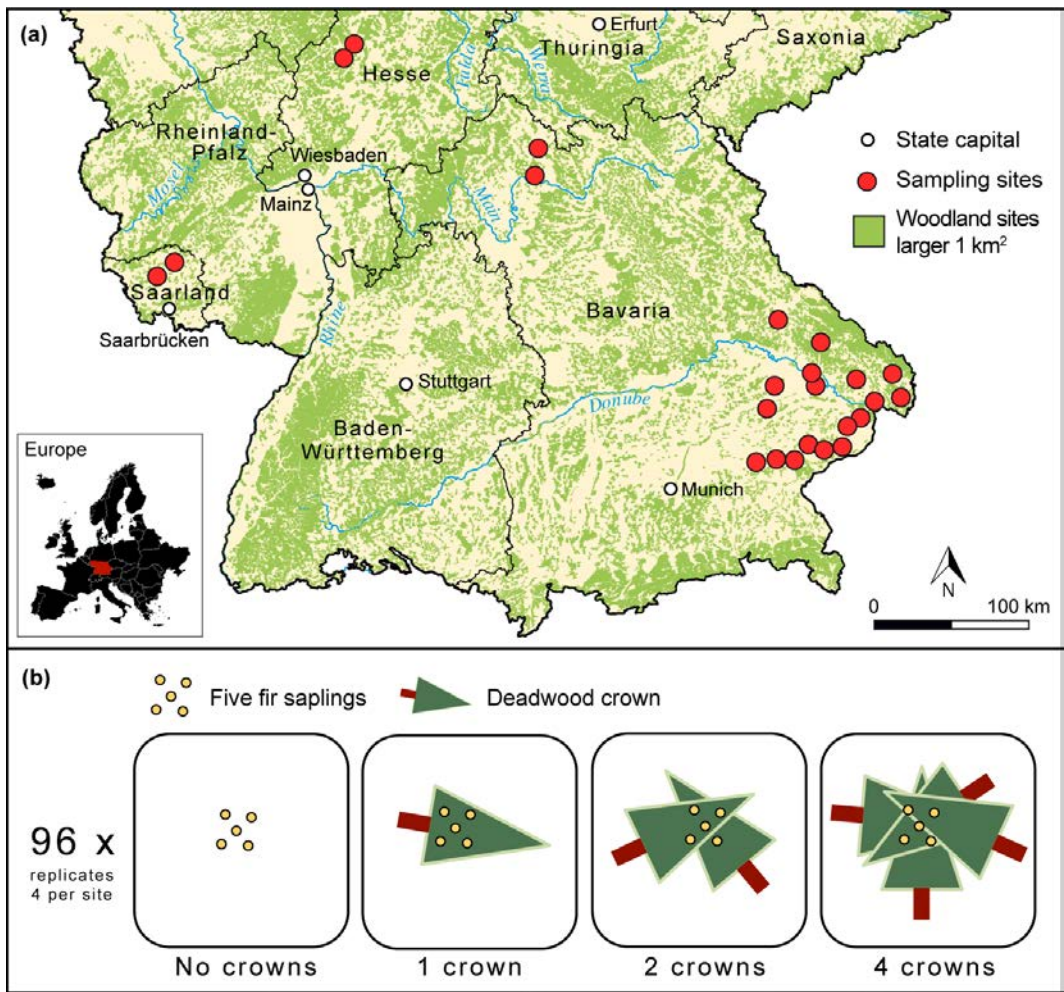 (a)
Erfurt
Thuringia
Saxonia
Hesse
Fulda
Werra
Rheinland-
Pfalz
Wiesbaden
Mainz
Mosel
Main
State capital
Sampling sites
Woodland sites
larger 1 km²
Saarland
Saarbrücken
Rhine
Bavaria
Stuttgart
Donube
Baden-
Württemberg
Munich
Europe
N
0 100 km
(b)
Five fir saplings
Deadwood crown
96 x
replicates
4 per site
No crowns
1 crown
2 crowns
4 crowns